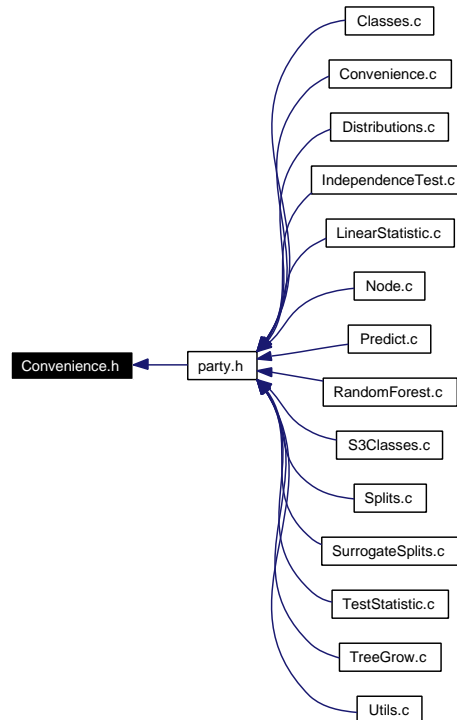 Classes.c
Convenience.c
Distributions.c
IndependenceTest.c
LinearStatistic.c
Node.c
Predict.c
Convenience.h
party.h
RandomForest.c
S3Classes.c
Splits.c
SurrogateSplits.c
TestStatistic.c
TreeGrow.c
Utils.c